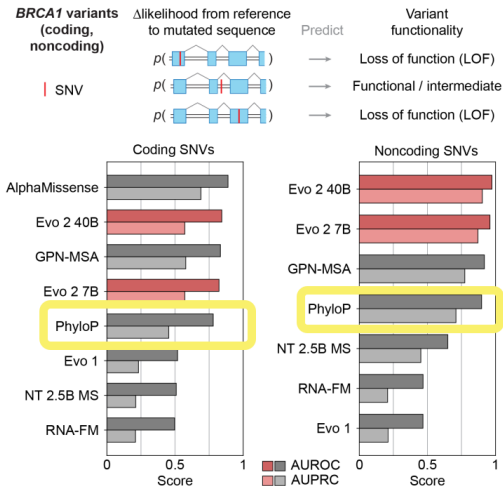 BRCA1 variants
(coding,
noncoding)
SNV
Δlikelihood from reference
to mutated sequence
p( )
p( )
p( )
Predict
Variant
functionality
Loss of function (LOF)
Functional / intermediate
Loss of function (LOF)
Coding SNVs
AlphaMissense
Evo 2 40B
GPN-MSA
Evo 2 7B
PhyloP
Evo 1
NT 2.5B MS
RNA-FM
0 0.5 1
Score
Noncoding SNVs
Evo 2 40B
Evo 2 7B
GPN-MSA
PhyloP
NT 2.5B MS
RNA-FM
Evo 1
0 0.5 1
Score
AUROC
AUPRC